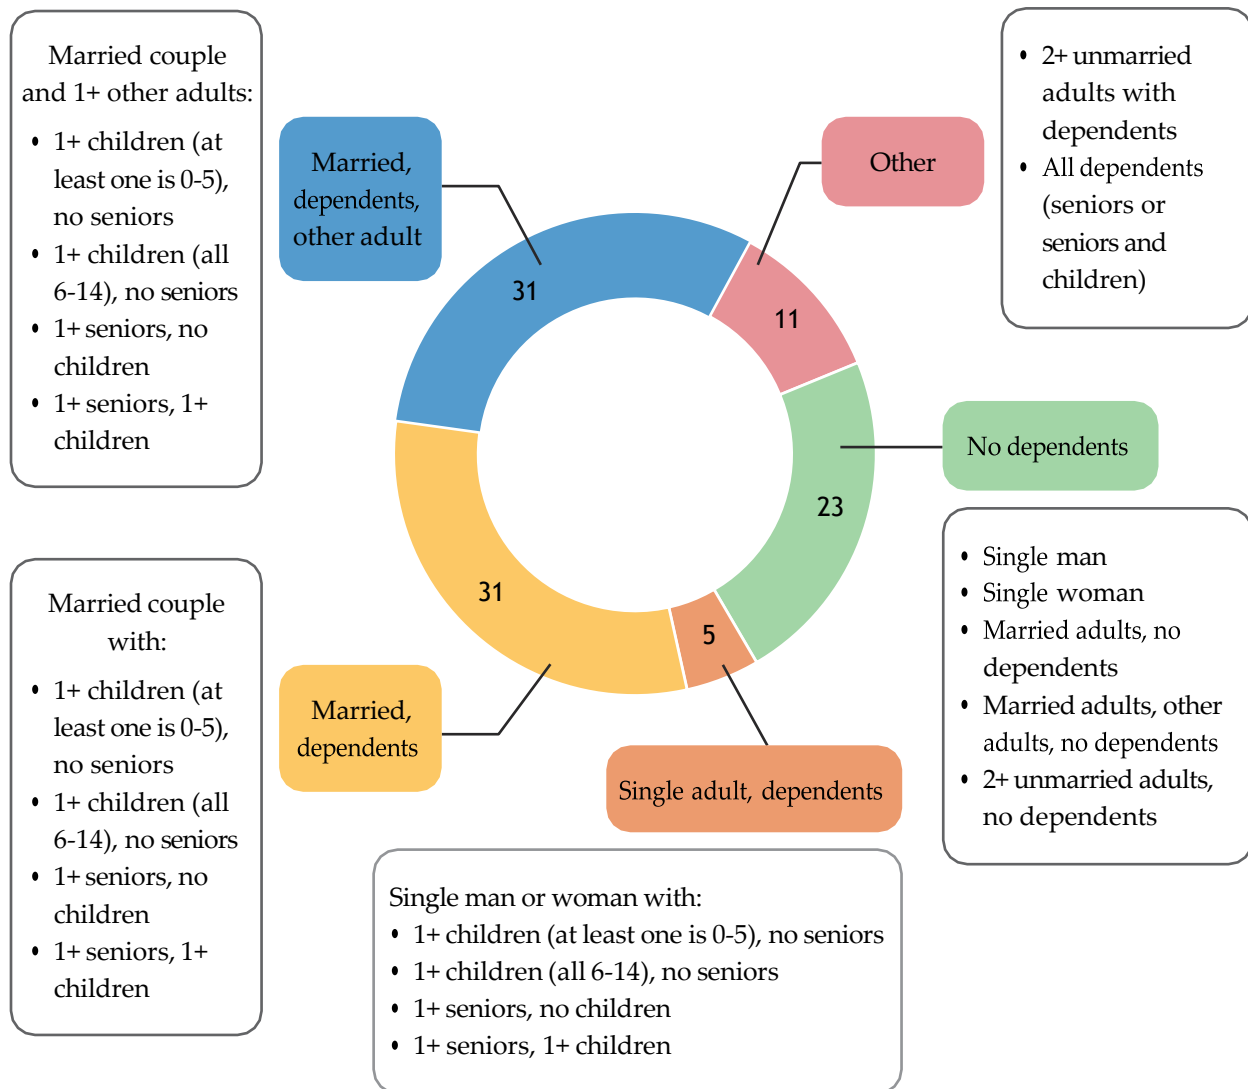 Married couple
and 1+ other adults:
• 1+ children (at
least one is 0-5),
no seniors
• 1+ children (all
6-14), no seniors
• 1+ seniors, no
children
• 1+ seniors, 1+
children
Married,
dependents,
other adult
Other
• 2+ unmarried
adults with
dependents
• All dependents
(seniors or
seniors and
children)
31
11
No dependents
23
• Single man
• Single woman
• Married adults, no
dependents
• Married adults, other
adults, no dependents
• 2+ unmarried adults,
no dependents
Married couple
with:
• 1+ children (at
least one is 0-5),
no seniors
• 1+ children (all
6-14), no seniors
• 1+ seniors, no
children
• 1+ seniors, 1+
children
31
Married,
dependents
5
Single adult, dependents
Single man or woman with:
• 1+ children (at least one is 0-5), no seniors
• 1+ children (all 6-14), no seniors
• 1+ seniors, no children
• 1+ seniors, 1+ children